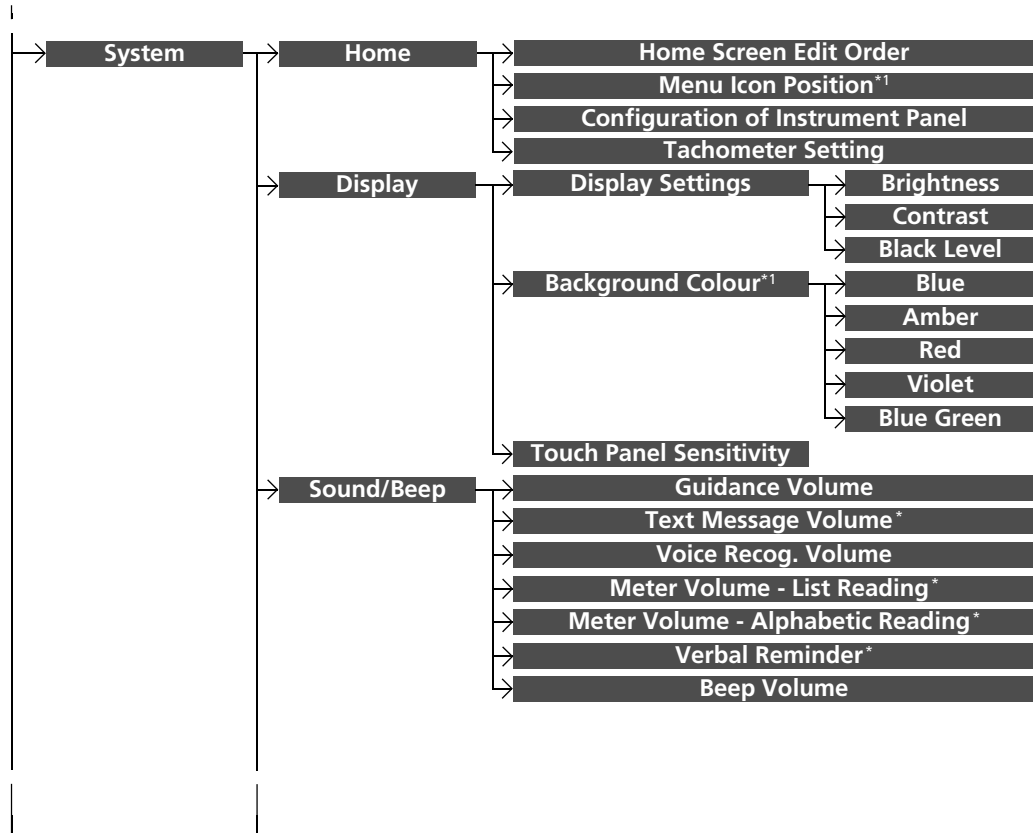 System
Home
Home Screen Edit Order
Menu Icon Position*1
Configuration of Instrument Panel
Tachometer Setting
Display
Display Settings
Brightness
Contrast
Black Level
Background Colour*1
Blue
Amber
Red
Violet
Blue Green
Touch Panel Sensitivity
Sound/Beep
Guidance Volume
Text Message Volume*
Voice Recog. Volume
Meter Volume - List Reading*
Meter Volume - Alphabetic Reading*
Verbal Reminder*
Beep Volume